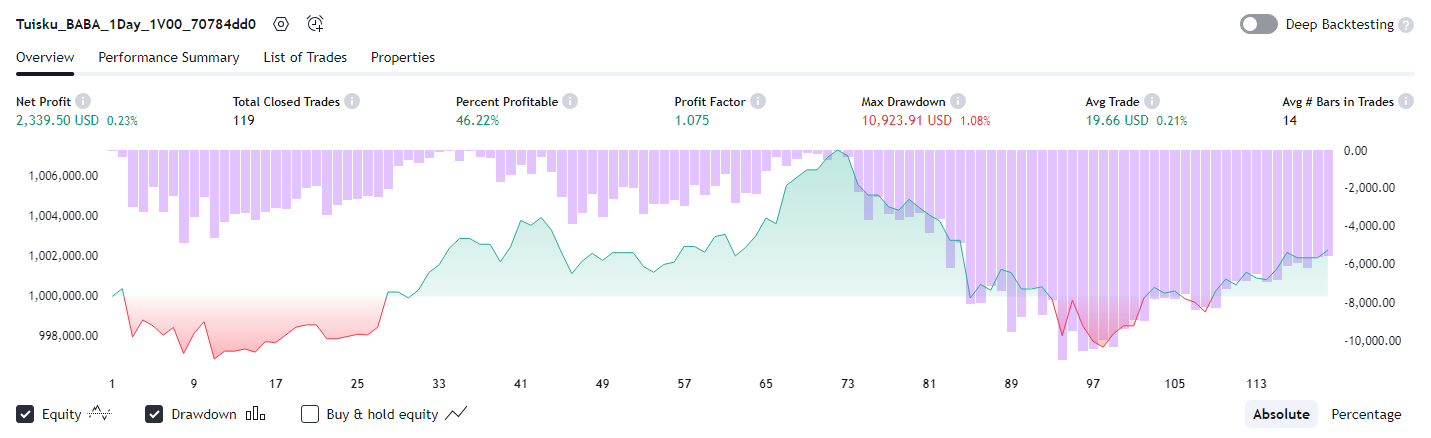 Tuisku_BABA_1Day_1V00_70784dd0
Deep Backtesting ?
Overview Performance Summary List of Trades Properties
Net Profit i Total Closed Trades i Percent Profitable i Profit Factor i Max Drawdown i Avg Trade i Avg # Bars in Trades i
2,339.50 USD 0.23% 119 46.22% 1.075 10,923.91 USD 1.08% 19.66 USD 0.21% 14
0.00
1,006,000.00
-2,000.00
1,004,000.00
-4,000.00
1,002,000.00
-6,000.00
1,000,000.00
-8,000.00
998,000.00
-10,000.00
1 9 17 25 33 41 49 57 65 73 81 89 97 105 113
Equity Drawdown Buy & hold equity Absolute Percentage